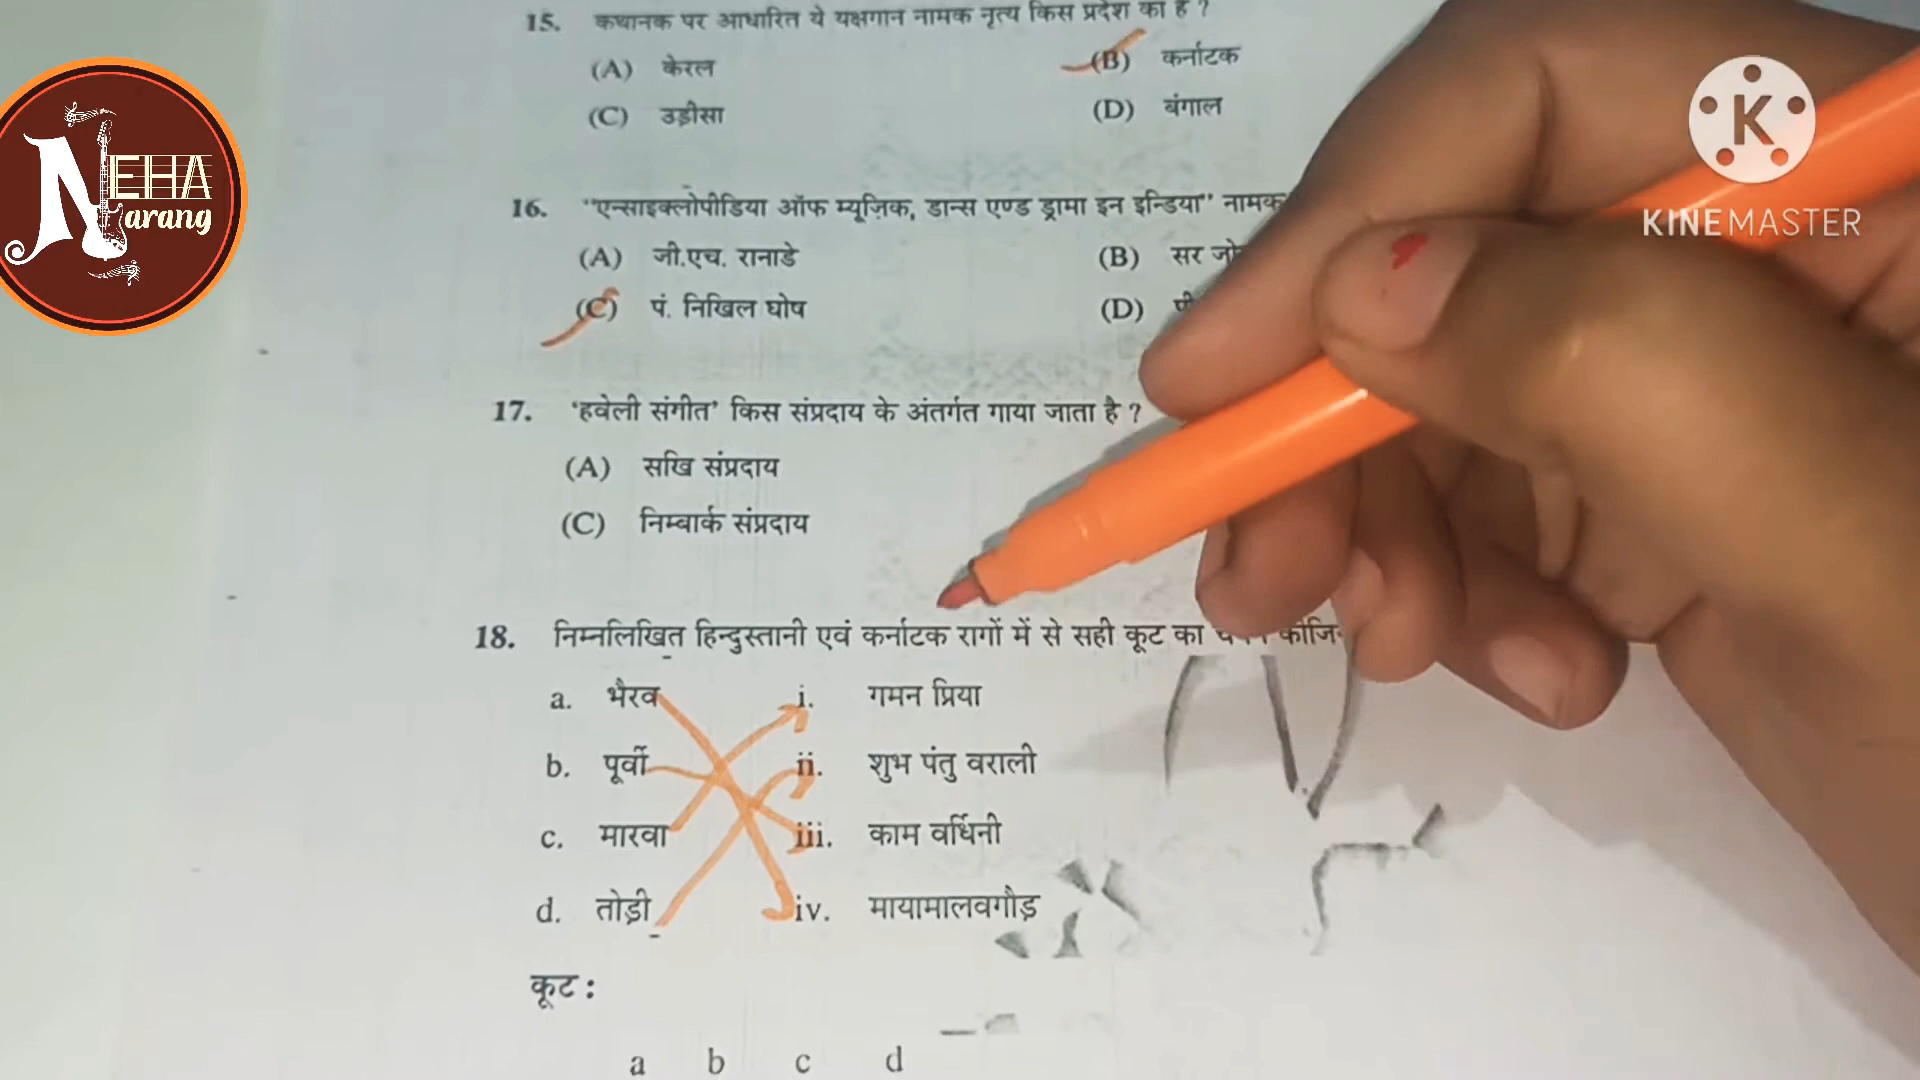 15. कथानक पर आधारित ये यक्षगान नामक नृत्य किस प्रदेश का है ?
(A) केरल (B) कर्नाटक
(C) उड़ीसा (D) बंगाल
NEHA
Narang
K
KINEMASTER
16. "एन्साइक्लोपीडिया ऑफ म्यूज़िक, डान्स एण्ड ड्रामा इन इन्डिया" नामक
(A) जी.एच. रानाडे (B) सर
(C) पं. निखिल घोष (D)
17. 'हवेली संगीत' किस संप्रदाय के अंतर्गत गाया जाता है ?
(A) सखि संप्रदाय
(C) निम्बार्क संप्रदाय
18. निम्नलिखित हिन्दुस्तानी एवं कर्नाटक रागों में से सही कूट का
a. भैरव i. गमन प्रिया
b. पूर्वी ii. शुभ पंतु वराली
c. मारवा iii. काम वर्धिनी
d. तोड़ी iv. मायामालवगौड़
कूट :
a b c d